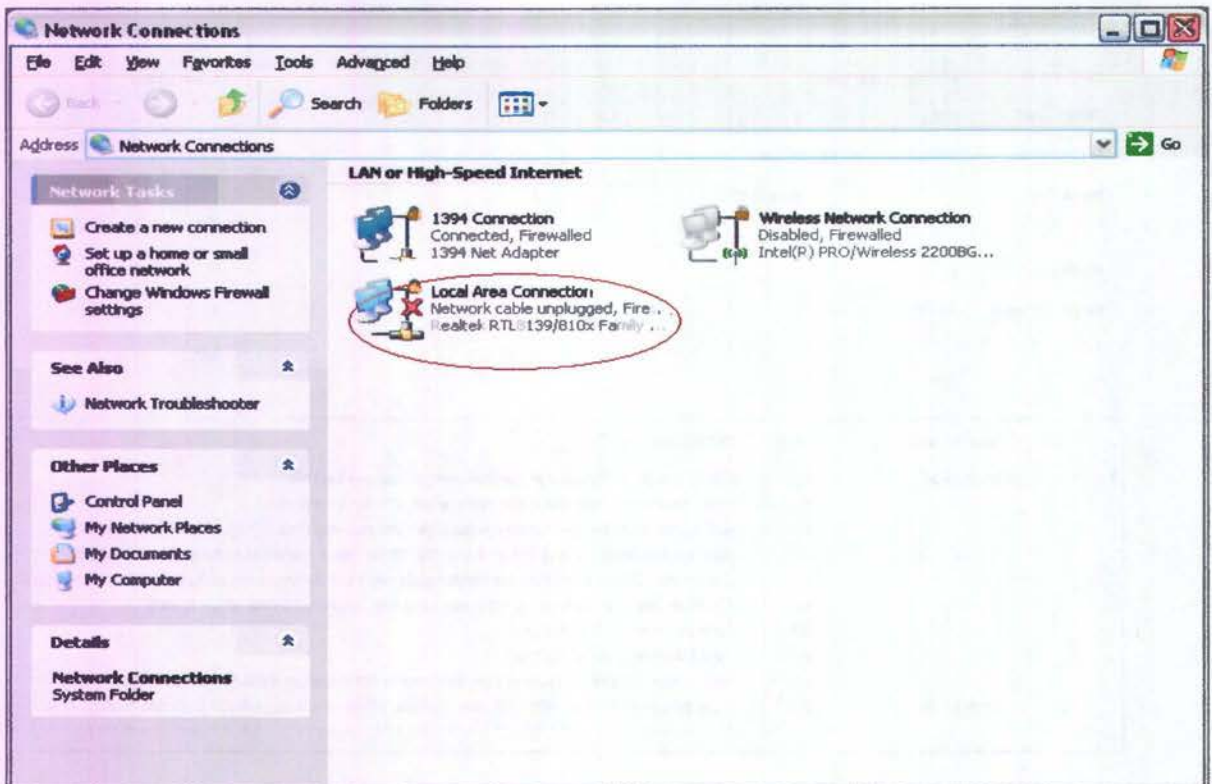 Network Connections
File Edit View Favorites Tools Advanced Help
Back Search Folders
Address Network Connections Go
Network Tasks
Create a new connection
Set up a home or small
office network
Change Windows Firewall
settings
See Also
Network Troubleshooter
Other Places
Control Panel
My Network Places
My Documents
My Computer
Details
Network Connections
System Folder
LAN or High-Speed Internet
1394 Connection
Connected, Firewalled
1394 Net Adapter
Wireless Network Connection
Disabled, Firewalled
Intel(R) PRO/Wireless 2200BG...
Local Area Connection
Network cable unplugged, Fire...
Realtek RTL8139/810x Family ...